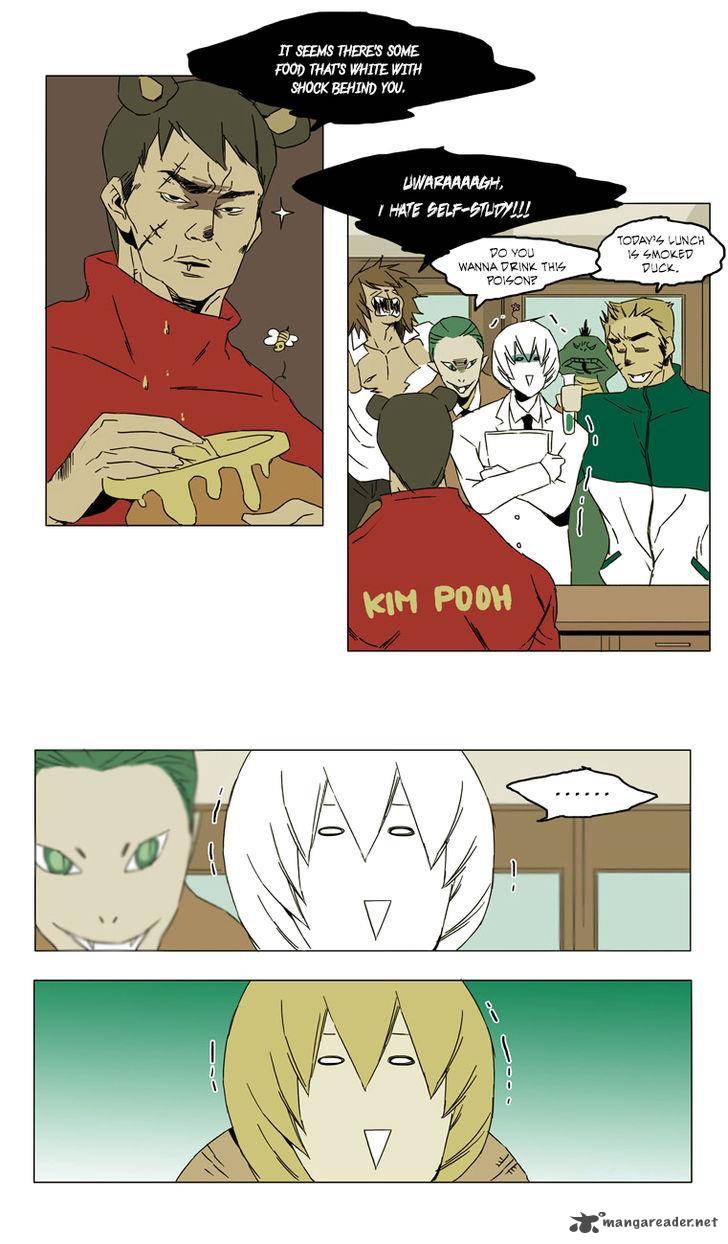 IT SEEMS THERE'S SOME
FOOD THAT'S WHITE WITH
SHOCK BEHIND YOU.
UWARAAAAGH,
I HATE SELF-STUDY!!!
DO YOU
WANNA DRINK THIS
POISON?
TODAY'S LUNCH
IS SMOKED
DUCK.
KIM POOH
......
mangareader.net